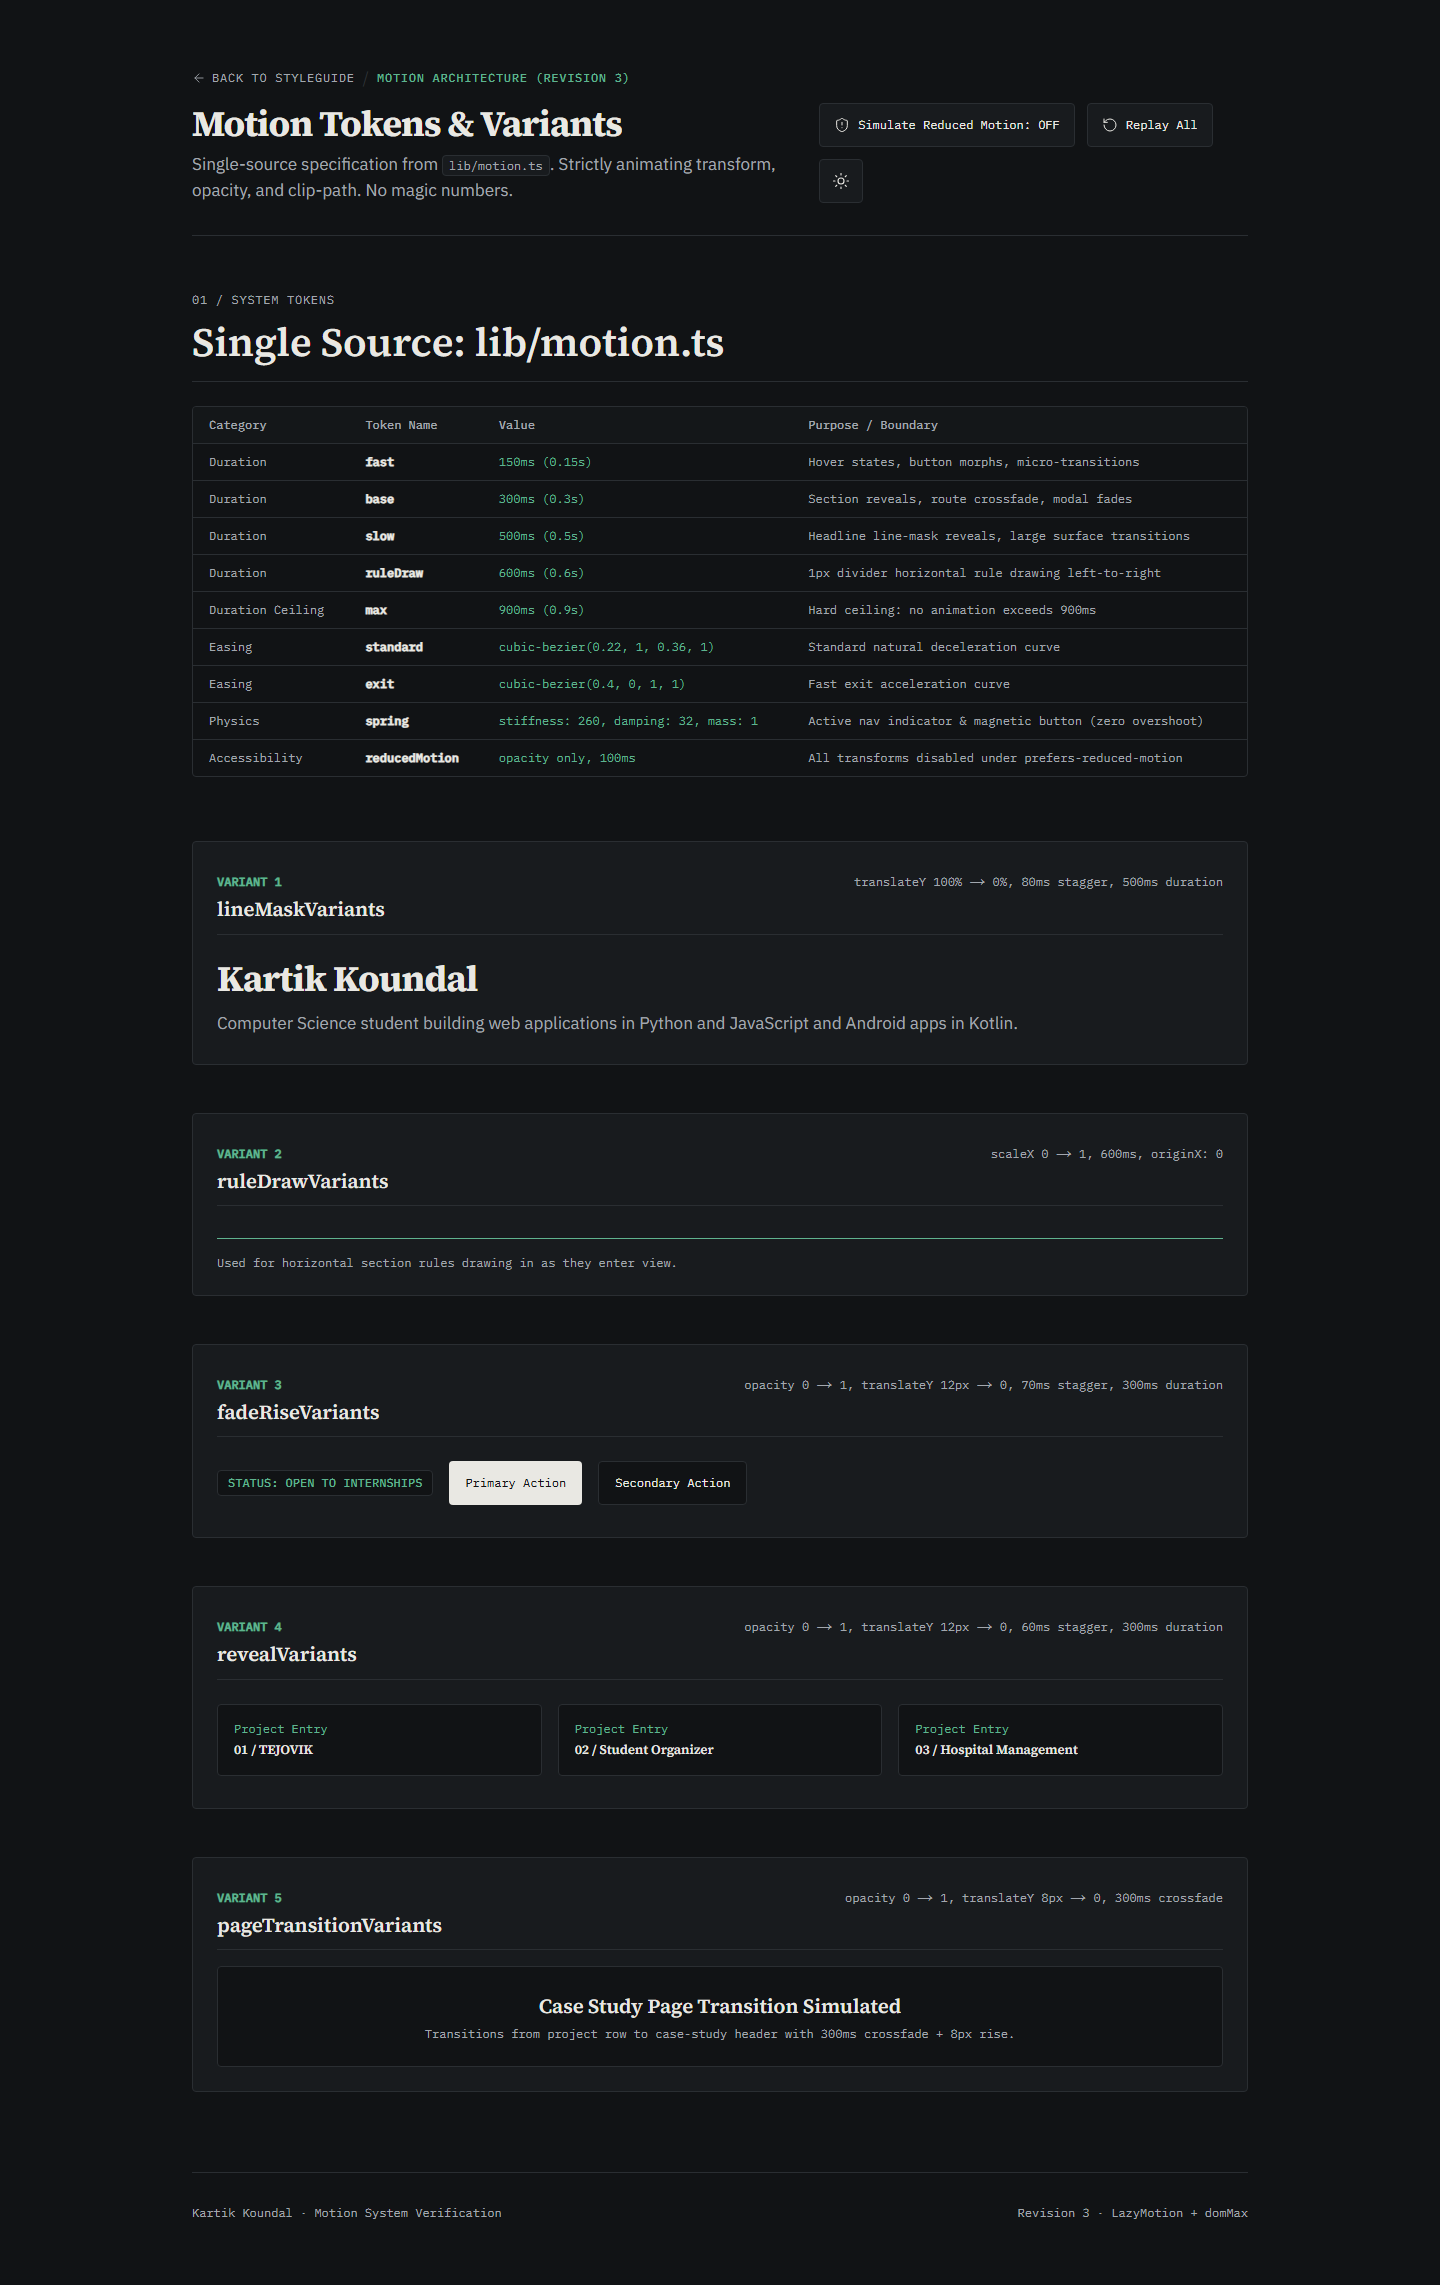 ← BACK TO STYLEGUIDE / MOTION ARCHITECTURE (REVISION 3)
Motion Tokens & Variants
Single-source specification from lib/motion.ts. Strictly animating transform,
opacity, and clip-path. No magic numbers.
Simulate Reduced Motion: OFF
Replay All
01 / SYSTEM TOKENS
Single Source: lib/motion.ts
Category Token Name Value Purpose / Boundary
Duration fast 150ms (0.15s) Hover states, button morphs, micro-transitions
Duration base 300ms (0.3s) Section reveals, route crossfade, modal fades
Duration slow 500ms (0.5s) Headline line-mask reveals, large surface transitions
Duration ruleDraw 600ms (0.6s) 1px divider horizontal rule drawing left-to-right
Duration Ceiling max 900ms (0.9s) Hard ceiling: no animation exceeds 900ms
Easing standard cubic-bezier(0.22, 1, 0.36, 1) Standard natural deceleration curve
Easing exit cubic-bezier(0.4, 0, 1, 1) Fast exit acceleration curve
Physics spring stiffness: 260, damping: 32, mass: 1 Active nav indicator & magnetic button (zero overshoot)
Accessibility reducedMotion opacity only, 100ms All transforms disabled under prefers-reduced-motion
VARIANT 1
translateY 100% → 0%, 80ms stagger, 500ms duration
lineMaskVariants
Kartik Koundal
Computer Science student building web applications in Python and JavaScript and Android apps in Kotlin.
VARIANT 2
scaleX 0 → 1, 600ms, originX: 0
ruleDrawVariants
Used for horizontal section rules drawing in as they enter view.
VARIANT 3
opacity 0 → 1, translateY 12px → 0, 70ms stagger, 300ms duration
fadeRiseVariants
STATUS: OPEN TO INTERNSHIPS
Primary Action
Secondary Action
VARIANT 4
opacity 0 → 1, translateY 12px → 0, 60ms stagger, 300ms duration
revealVariants
Project Entry
01 / TEJOVIK
Project Entry
02 / Student Organizer
Project Entry
03 / Hospital Management
VARIANT 5
opacity 0 → 1, translateY 8px → 0, 300ms crossfade
pageTransitionVariants
Case Study Page Transition Simulated
Transitions from project row to case-study header with 300ms crossfade + 8px rise.
Kartik Koundal · Motion System Verification
Revision 3 · LazyMotion + domMax